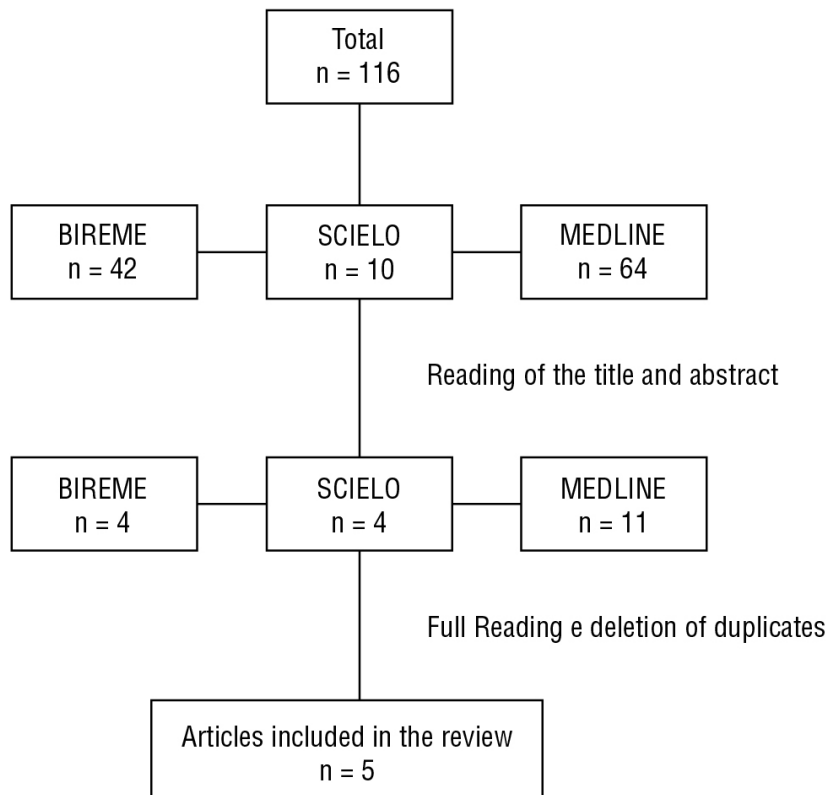 Total
n = 116
BIREME
n = 42
SCIELO
n = 10
MEDLINE
n = 64
Reading of the title and abstract
BIREME
n = 4
SCIELO
n = 4
MEDLINE
n = 11
Full Reading e deletion of duplicates
Articles included in the review
n = 5